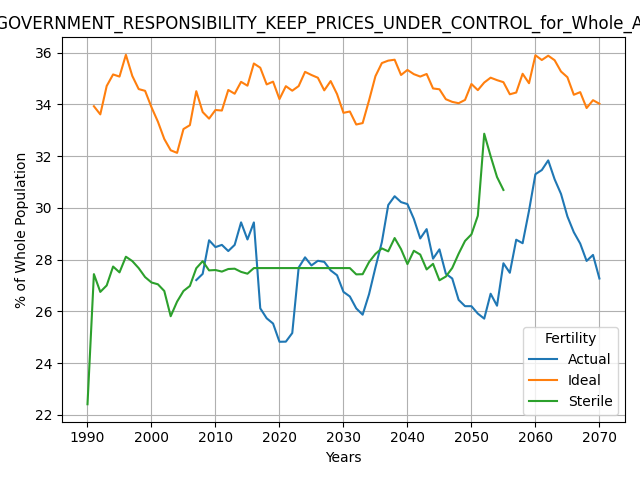 GOVERNMENT_RESPONSIBILITY_KEEP_PRICES_UNDER_CONTROL_for_Whole_A
36
34
32
30
28
26
24
22
% of Whole Population
1990 2000 2010 2020 2030 2040 2050 2060 2070
Years
Fertility
Actual
Ideal
Sterile